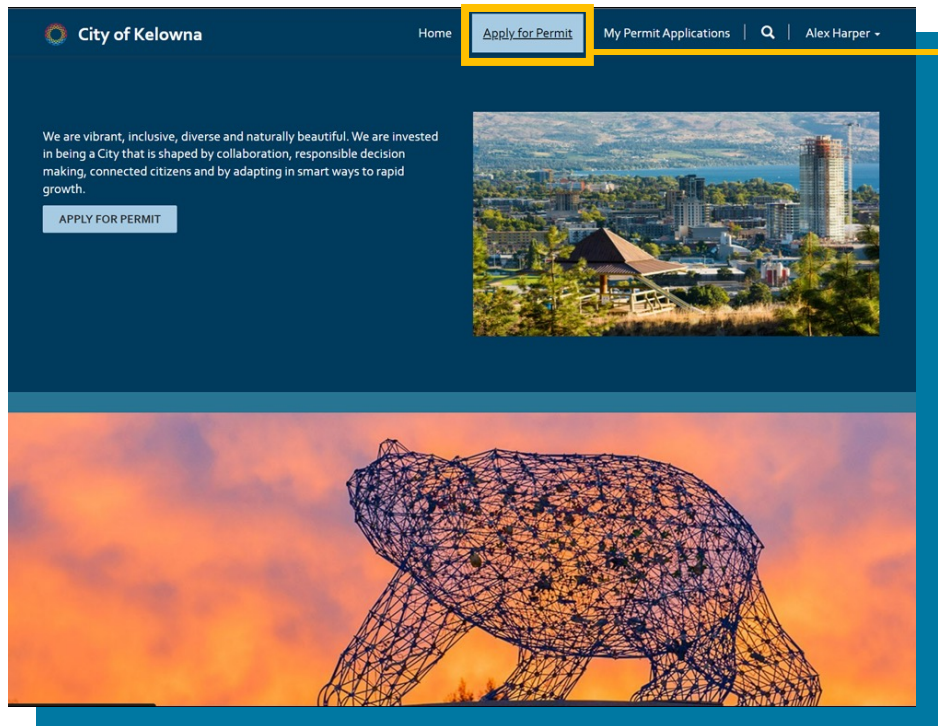 City of Kelowna
Home Apply for Permit My Permit Applications Alex Harper
We are vibrant, inclusive, diverse and naturally beautiful. We are invested
in being a City that is shaped by collaboration, responsible decision
making, connected citizens and by adapting in smart ways to rapid
growth.
APPLY FOR PERMIT